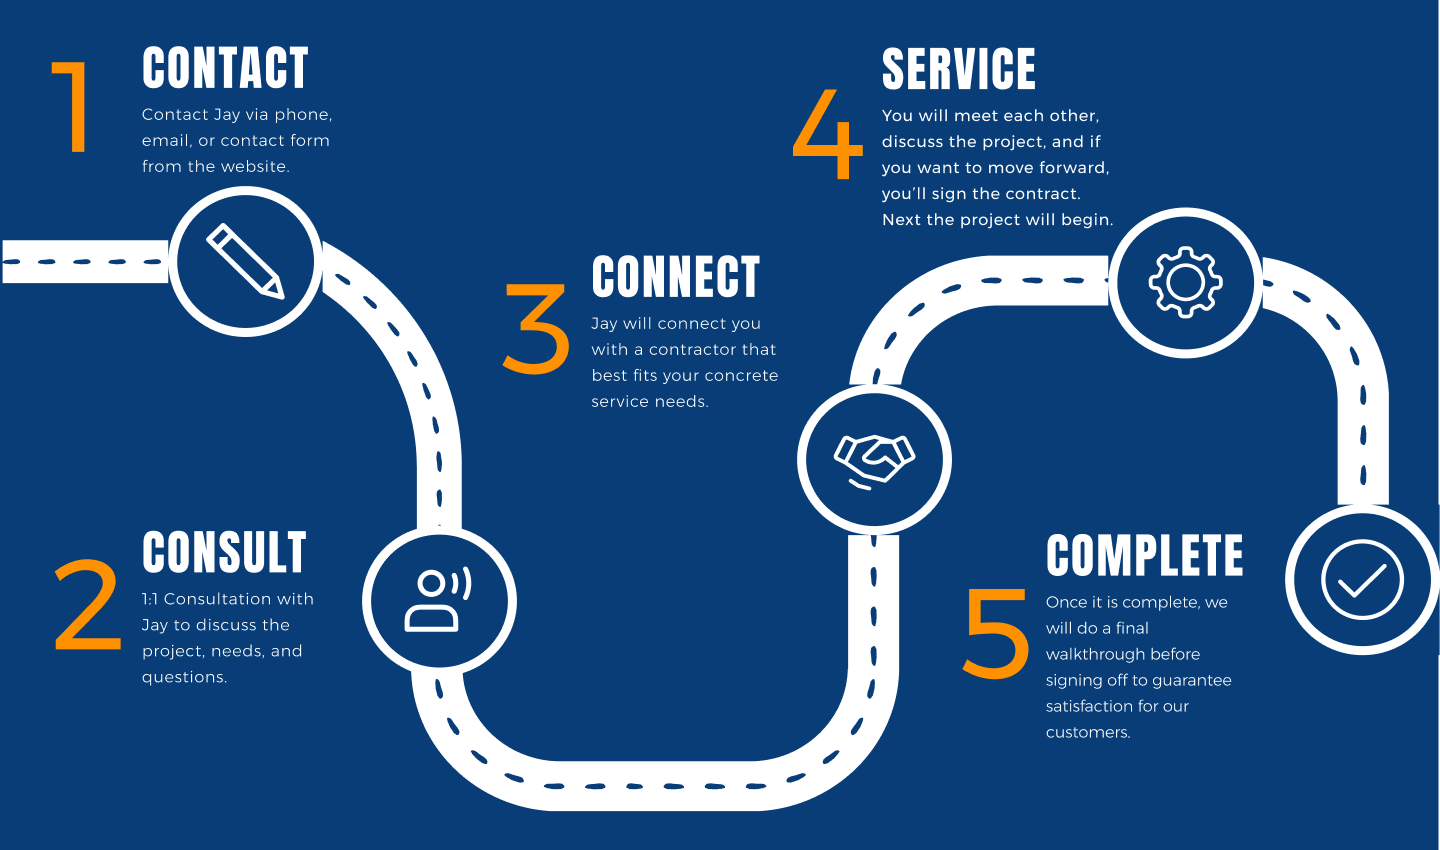 1
CONTACT
Contact Jay via phone,
email, or contact form
from the website.
2
CONSULT
1:1 Consultation with
Jay to discuss the
project, needs, and
questions.
3
CONNECT
Jay will connect you
with a contractor that
best fits your concrete
service needs.
4
SERVICE
You will meet each other,
discuss the project, and if
you want to move forward,
you’ll sign the contract.
Next the project will begin.
5
COMPLETE
Once it is complete, we
will do a final
walkthrough before
signing off to guarantee
satisfaction for our
customers.